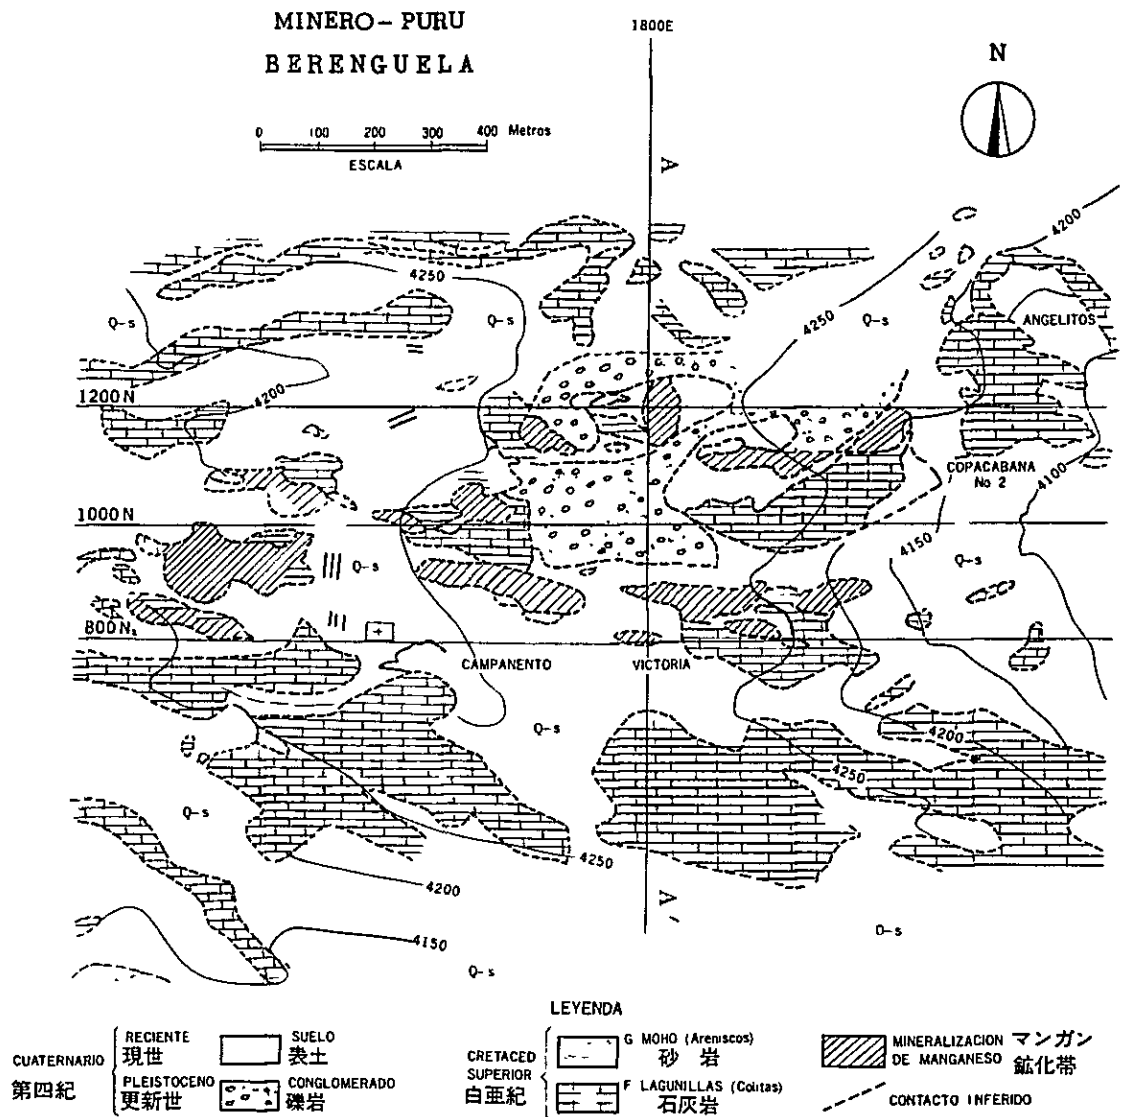 MINERO-PURU
BERENGUELA
1800E
N
0 100 200 300 400 Metros
ESCALA
A
4200
4250
4250
Q-s
Q-s
Q-s
ANGELITOS
4200
1200 N
COPACABANA
No 2
4100
1000 N
4150
Q-s
Q-s
800 N
CAMPANENTO
VICTORIA
Q-s
4200
4250
Q-s
4250
4200
A'
4150
O-s
Q-s
LEYENDA
CUATERNARIO
第四紀
RECIENTE
現世
SUELO
表土
PLEISTOCENO
更新世
CONGLOMERADO
礫岩
CRETACED
SUPERIOR
白亜紀
G MOHO (Areniscos)
砂岩
F LAGUNILLAS (Colitas)
石灰岩
MINERALIZACION
DE MANGANESO
マンガン
鉱化帯
CONTACTO INFERIDO